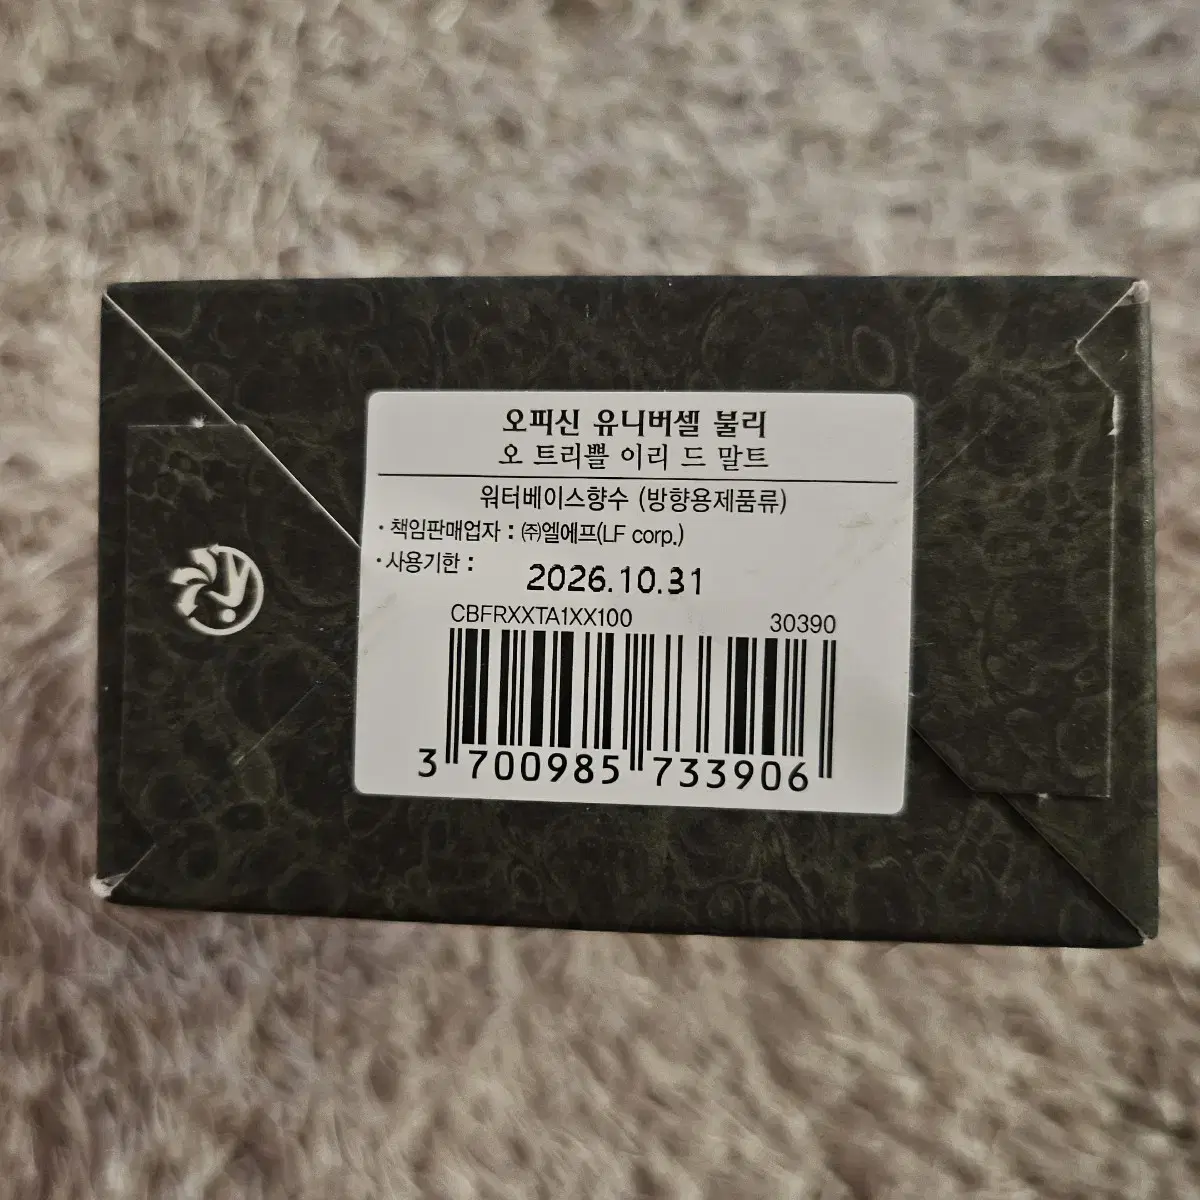 오피신 유니버셀 불리
오 트리쁠 이리 드 말트
워터베이스향수 (방향용제품류)
· 책임판매업자 : ㈜엘에프(LF corp.)
· 사용기한 : 2026.10.31
CBFRXXTA1XX100 30390
3 700985 733906